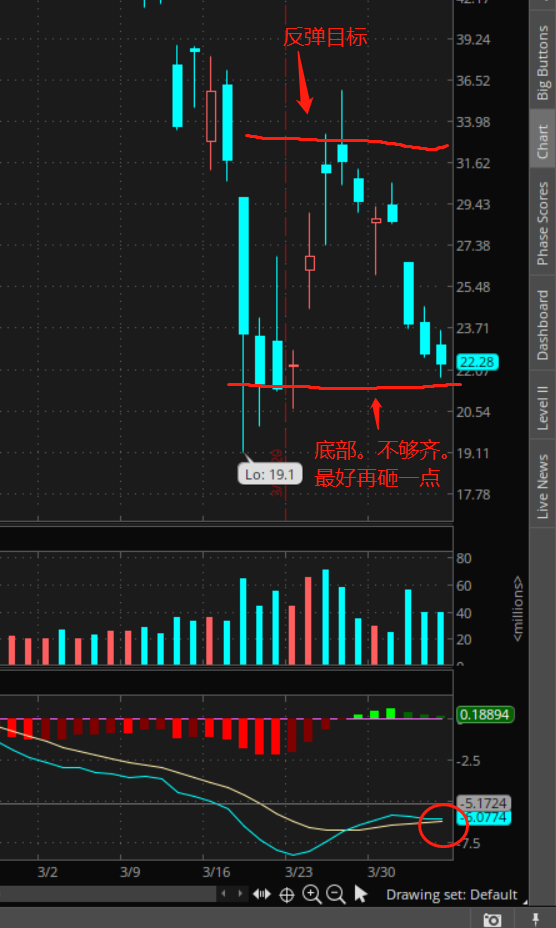 42.17
反弹目标
39.24
36.52
33.98
31.62
29.43
27.38
25.48
23.71
22.28
22.07
20.54
底部。不够齐。
最好再砸一点
19.11
Lo: 19.1
17.78
80
60
40
20
0
<millions>
0.18894
-2.5
-5.1724
-6.0774
-7.5
3/2
3/9
3/16
3/23
3/30
Drawing set: Default
Big Buttons
Chart
Phase Scores
Dashboard
Level II
Live News